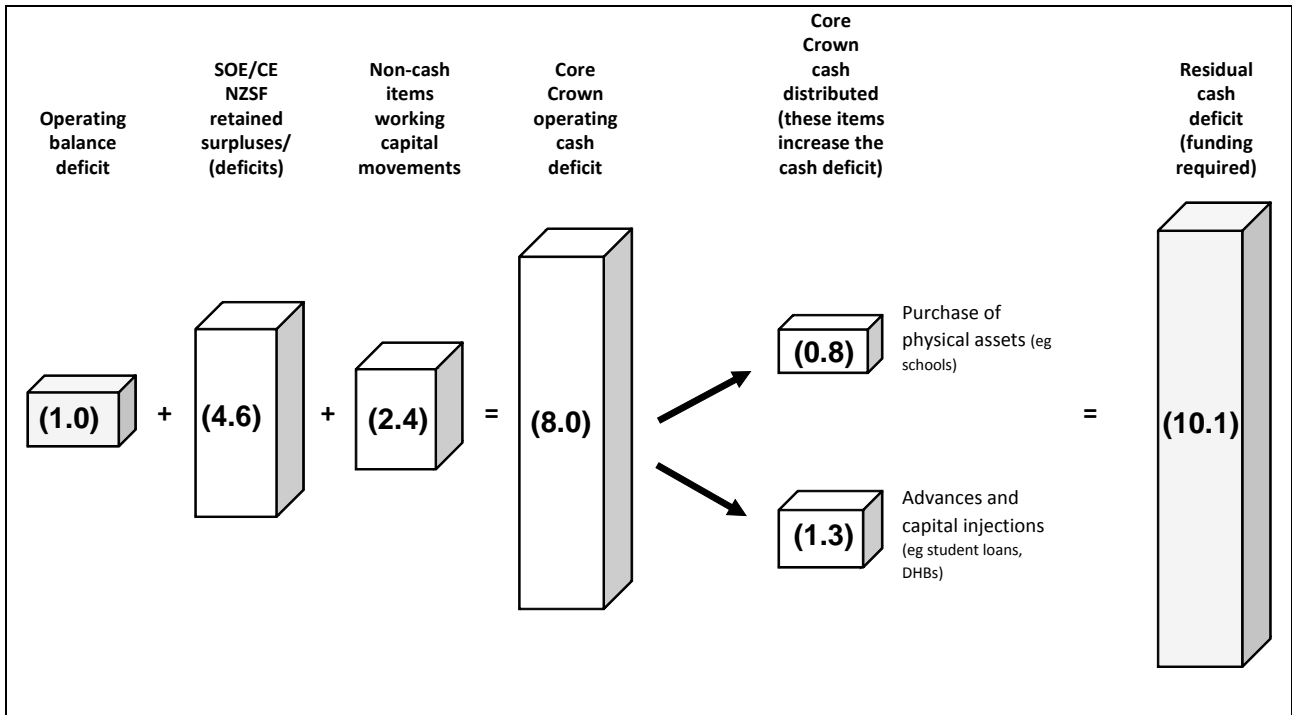 Operating
balance
deficit
SOE/CE
NZSF
retained
surpluses/
(deficits)
Non-cash
items
working
capital
movements
Core
Crown
operating
cash
deficit
Core
Crown
cash
distributed
(these items
increase the
cash deficit)
Residual
cash
deficit
(funding
required)
(1.0)
+
(4.6)
+
(2.4)
=
(8.0)
(0.8)
Purchase of
physical assets (eg
schools)
(1.3)
Advances and
capital injections
(eg student loans,
DHBs)
=
(10.1)